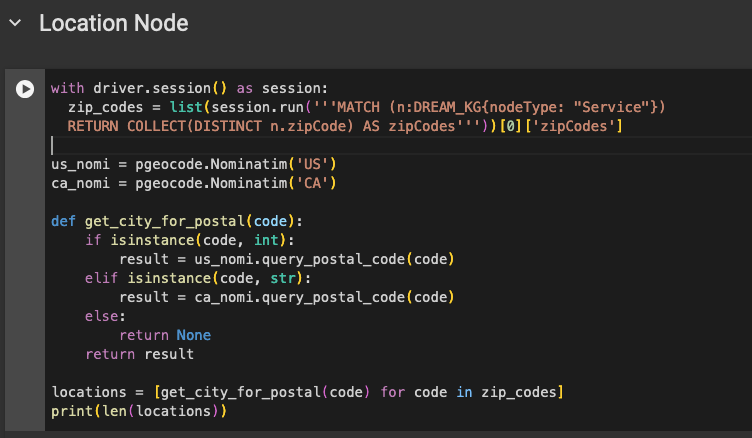 Location Node
with driver.session() as session:
  zip_codes = list(session.run('''MATCH (n:DREAM_KG{nodeType: "Service"})
  RETURN COLLECT(DISTINCT n.zipCode) AS zipCodes'''))[0]['zipCodes']
us_nomi = pgeocode.Nominatim('US')
ca_nomi = pgeocode.Nominatim('CA')
def get_city_for_postal(code):
    if isinstance(code, int):
        result = us_nomi.query_postal_code(code)
    elif isinstance(code, str):
        result = ca_nomi.query_postal_code(code)
    else:
        return None
    return result
locations = [get_city_for_postal(code) for code in zip_codes]
print(len(locations))